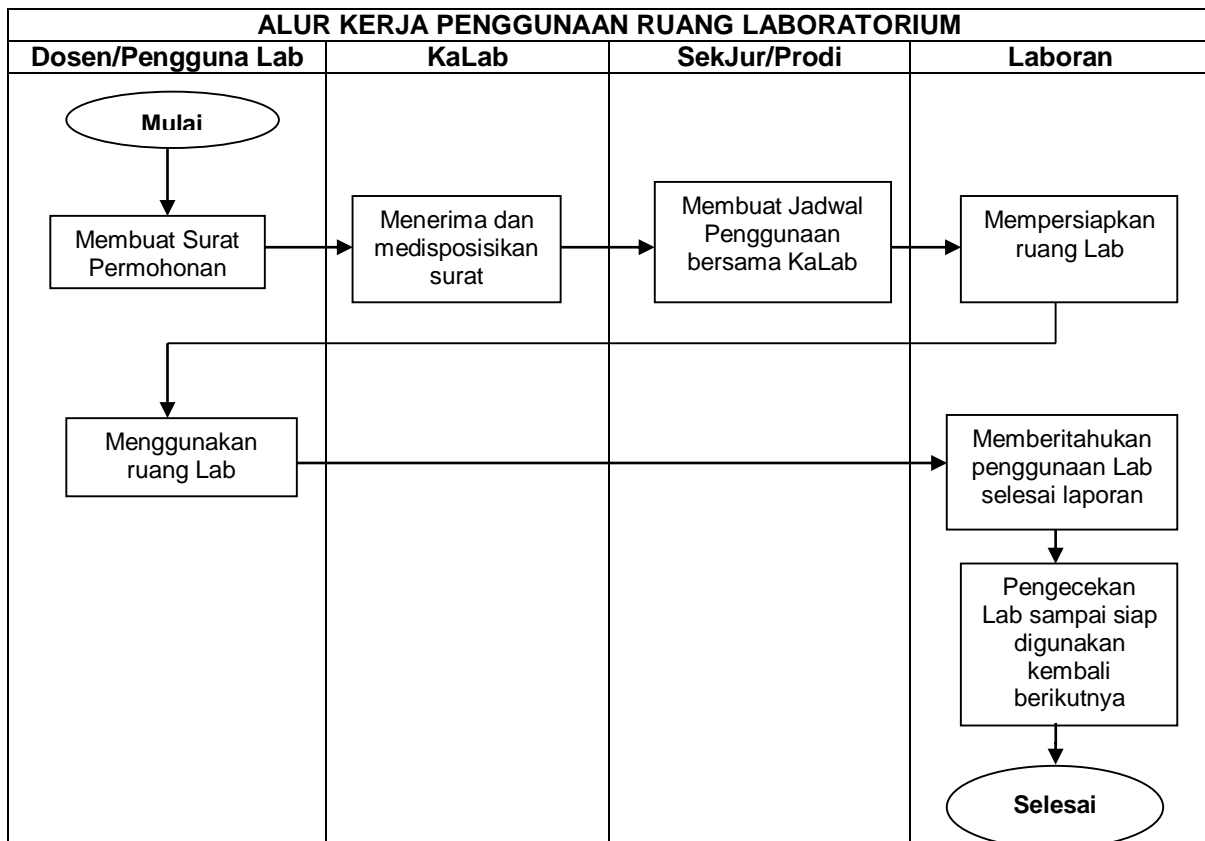 ALUR KERJA PENGGUNAAN RUANG LABORATORIUM
Dosen/Pengguna Lab
KaLab
SekJur/Prodi
Laboran
Mulai
Membuat Surat
Permohonan
Menerima dan
medisposisikan
surat
Membuat Jadwal
Penggunaan
bersama KaLab
Mempersiapkan
ruang Lab
Menggunakan
ruang Lab
Memberitahukan
penggunaan Lab
selesai laporan
Pengecekan
Lab sampai siap
digunakan
kembali
berikutnya
Selesai